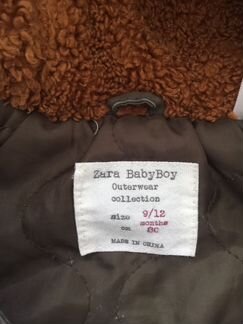 Zara BabyBoy
Outerwear
collection
size 9/12
months
cm 80
MADE IN CHINA